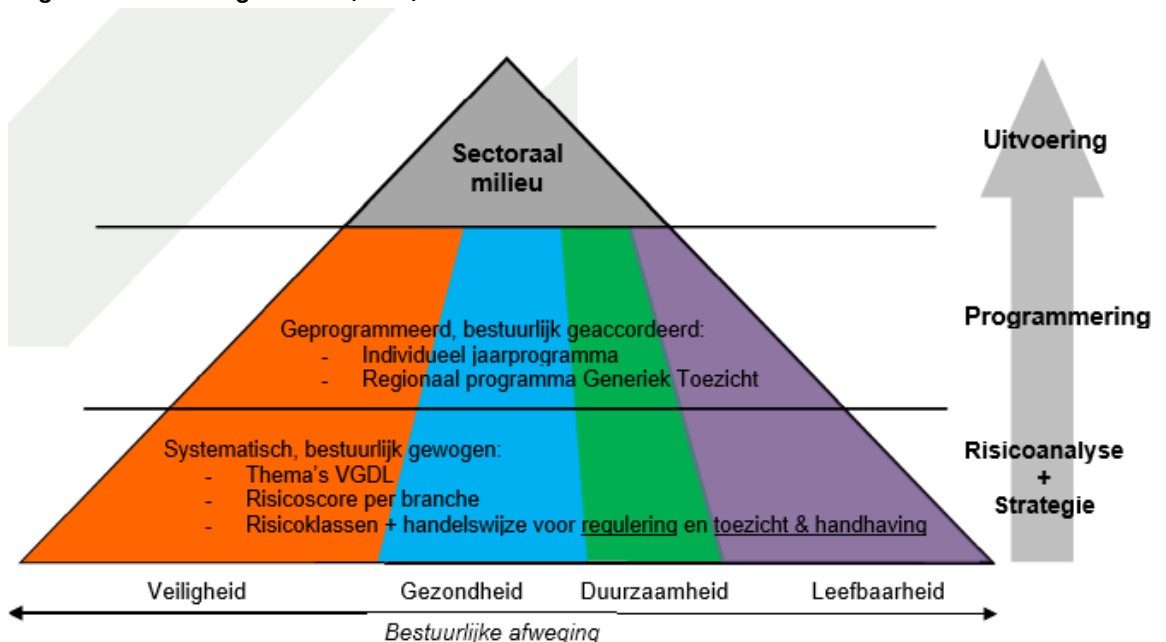 Sectoraal
milieu
Uitvoering
Geprogrammeerd, bestuurlijk geaccordeerd:
- Individueel jaarprogramma
- Regionaal programma Generiek Toezicht
Programmering
Systematisch, bestuurlijk gewogen:
- Thema's VGDL
- Risicoscore per branche
- Risicoklassen + handelswijze voor regulering en toezicht & handhaving
Risicoanalyse
+
Strategie
Veiligheid Gezondheid Duurzaamheid Leefbaarheid
Bestuurlijke afweging